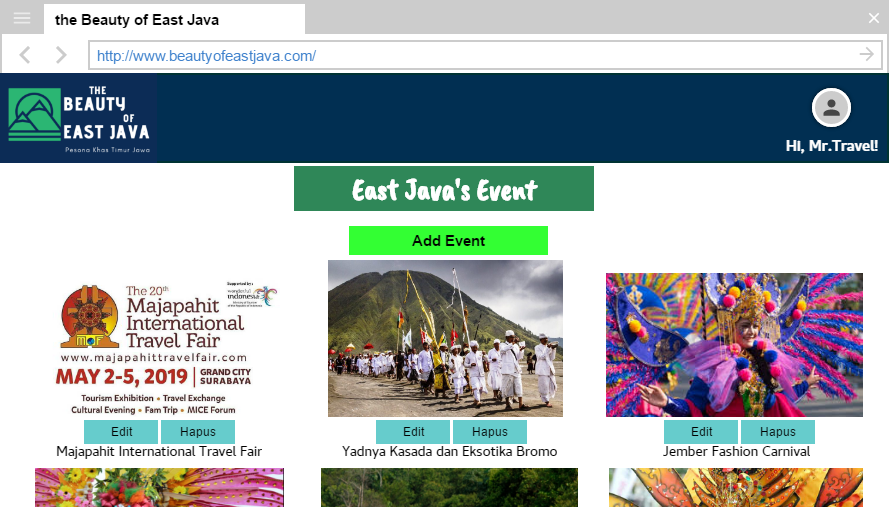 the Beauty of East Java
http://www.beautyofeastjava.com/
THE
BEAUTY
OF
EAST JAVA
Pesona Khas Timur Jawa
HI, Mr.Travel!
East Java's Event
Add Event
The 20th
Majapahit
International
Travel Fair
Supported by :
wonderful
indonesia
MITF
www.majapahittravelfair.com
MAY 2-5, 2019 | GRAND CITY
SURABAYA
Tourism Exhibition • Travel Exchange
Cultural Evening • Fam Trip • MICE Forum
Edit Hapus
Majapahit International Travel Fair
Edit Hapus
Yadnya Kasada dan Eksotika Bromo
Edit Hapus
Jember Fashion Carnival